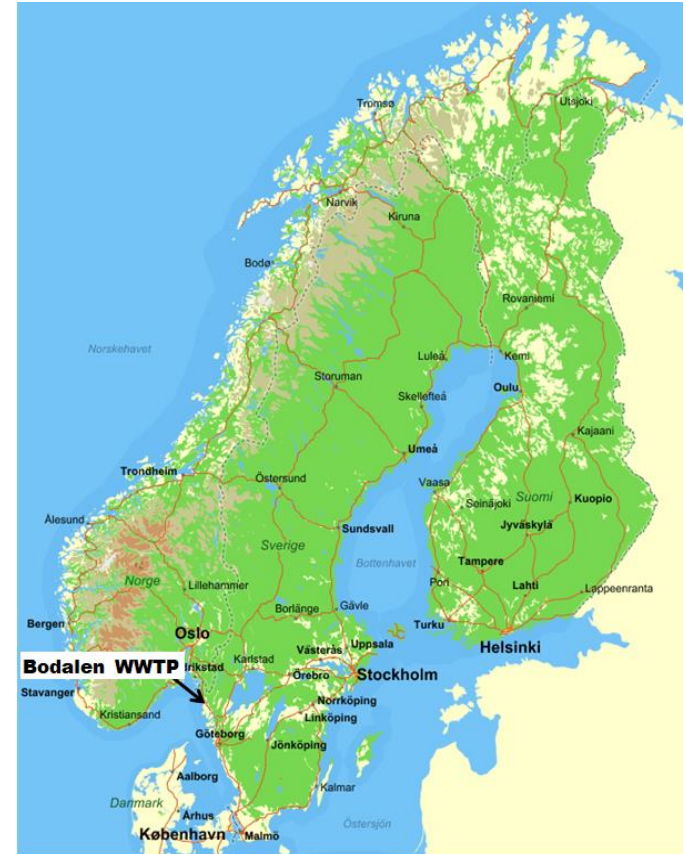 Tromsø
Utsjoki
Narvik
Kiruna
Bodø
Rovaniemi
Norskehavet
Luleå
Kemi
Storuman
Oulu
Skellefteå
Kajaani
Umeå
Trondheim
Östersund
Vaasa
Seinäjoki
Suomi
Kuopio
Ålesund
Sundsvall
Jyväskylä
Sverige
Bottenhavet
Tampere
Norge
Lillehammer
Pori
Lahti
Lappeenranta
Borlänge
Gävle
Bergen
Turku
Oslo
Helsinki
Västerås
Uppsala
Bodalen WWTP
drikstad
Karlstad
Örebro
Stockholm
Stavanger
Norrköping
Kristiansand
Linköping
Göteborg
Jönköping
Aalborg
Kalmar
Danmark
Århus
Östersjön
København
Malmö